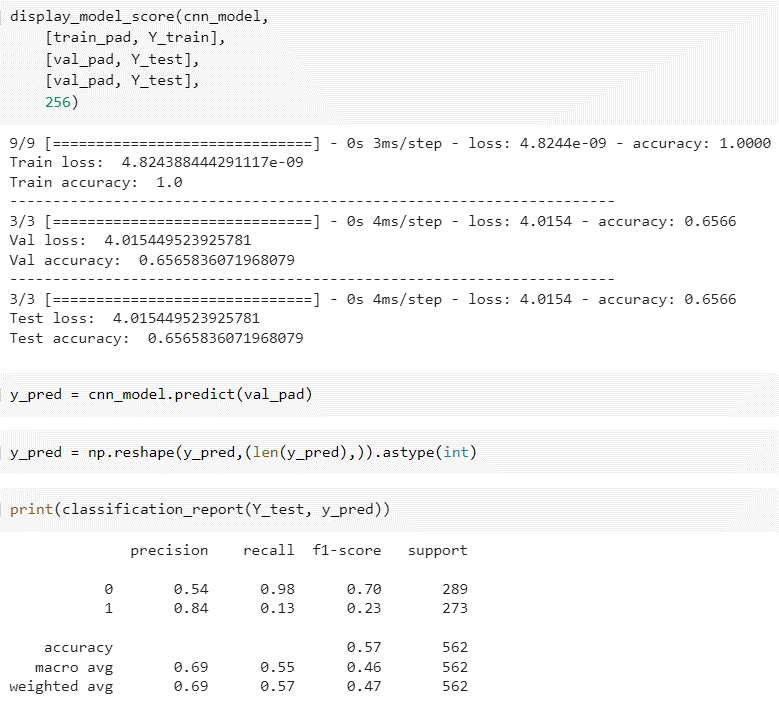 display_model_score(cnn_model,
    [train_pad, Y_train],
    [val_pad, Y_test],
    [val_pad, Y_test],
    256)
9/9 [==============================] - 0s 3ms/step - loss: 4.8244e-09 - accuracy: 1.0000
Train loss:  4.824388444291117e-09
Train accuracy:  1.0
----------------------------------------------------------------------
3/3 [==============================] - 0s 4ms/step - loss: 4.0154 - accuracy: 0.6566
Val loss:  4.015449523925781
Val accuracy:  0.6565836071968079
----------------------------------------------------------------------
3/3 [==============================] - 0s 4ms/step - loss: 4.0154 - accuracy: 0.6566
Test loss:  4.015449523925781
Test accuracy:  0.6565836071968079
y_pred = cnn_model.predict(val_pad)
y_pred = np.reshape(y_pred,(len(y_pred),)).astype(int)
print(classification_report(Y_test, y_pred))
              precision    recall  f1-score   support
           0       0.54      0.98      0.70       289
           1       0.84      0.13      0.23       273
    accuracy                           0.57       562
   macro avg       0.69      0.55      0.46       562
weighted avg       0.69      0.57      0.47       562